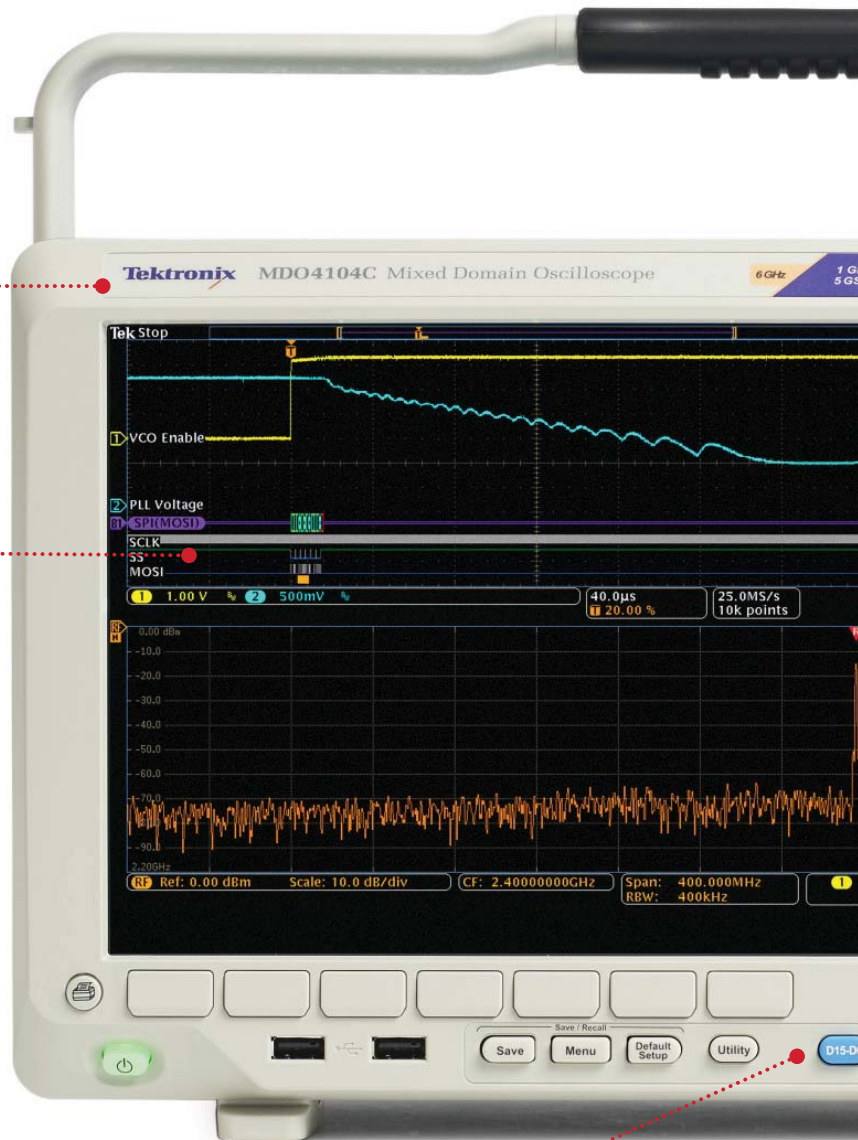 Tektronix MDO4104C Mixed Domain Oscilloscope 6 GHz
Tek Stop
T
T
1 VCO Enable
2 PLL Voltage
B1 SPI(MOSI)
SCLK
SS
MOSI
1 1.00 V 2 500mV 40.0μs 25.0MS/s
T 20.00 % 10k points
0.00 dBm
-10.0
-20.0
-30.0
-40.0
-50.0
-60.0
-70.0
-90.0
2.20GHz
RF Ref: 0.00 dBm Scale: 10.0 dB/div CF: 2.40000000GHz Span: 400.000MHz 1
RBW: 400kHz
Save / Recall
Save Menu Default Setup Utility